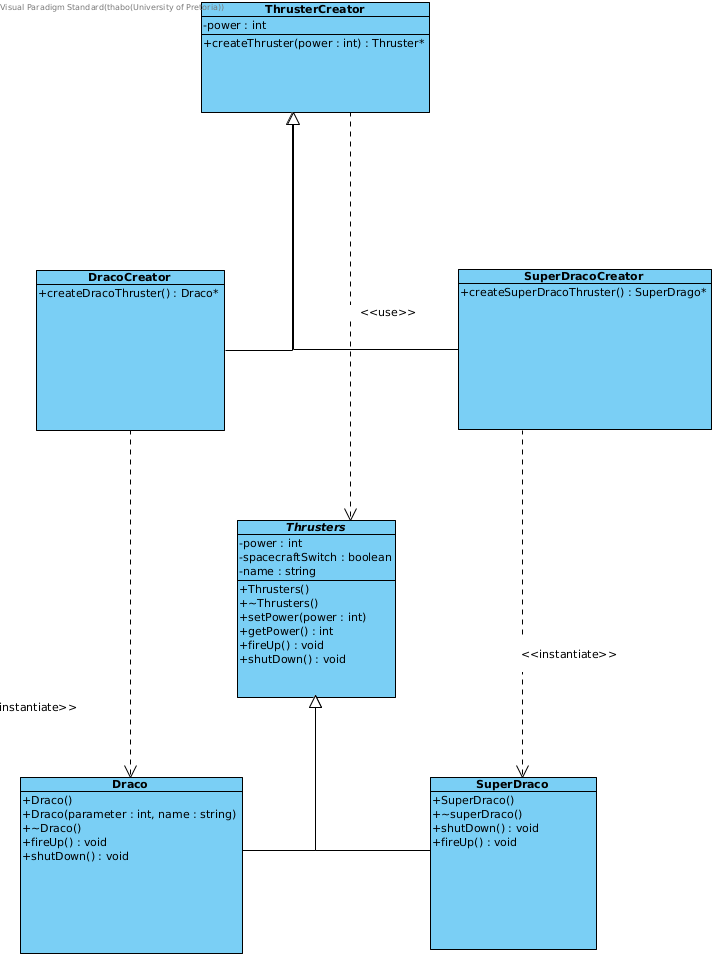 Visual Paradigm Standard(thabo(University of Pretoria))
ThrusterCreator
-power : int
+createThruster(power : int) : Thruster*
DracoCreator
+createDracoThruster() : Draco*
SuperDracoCreator
+createSuperDracoThruster() : SuperDrago*
<<use>>
Thrusters
-power : int
-spacecraftSwitch : boolean
-name : string
+Thrusters()
+~Thrusters()
+setPower(power : int)
+getPower() : int
+fireUp() : void
+shutDown() : void
<<instantiate>>
instantiate>>
Draco
+Draco()
+Draco(parameter : int, name : string)
+~Draco()
+fireUp() : void
+shutDown() : void
SuperDraco
+SuperDraco()
+~superDraco()
+shutDown() : void
+fireUp() : void